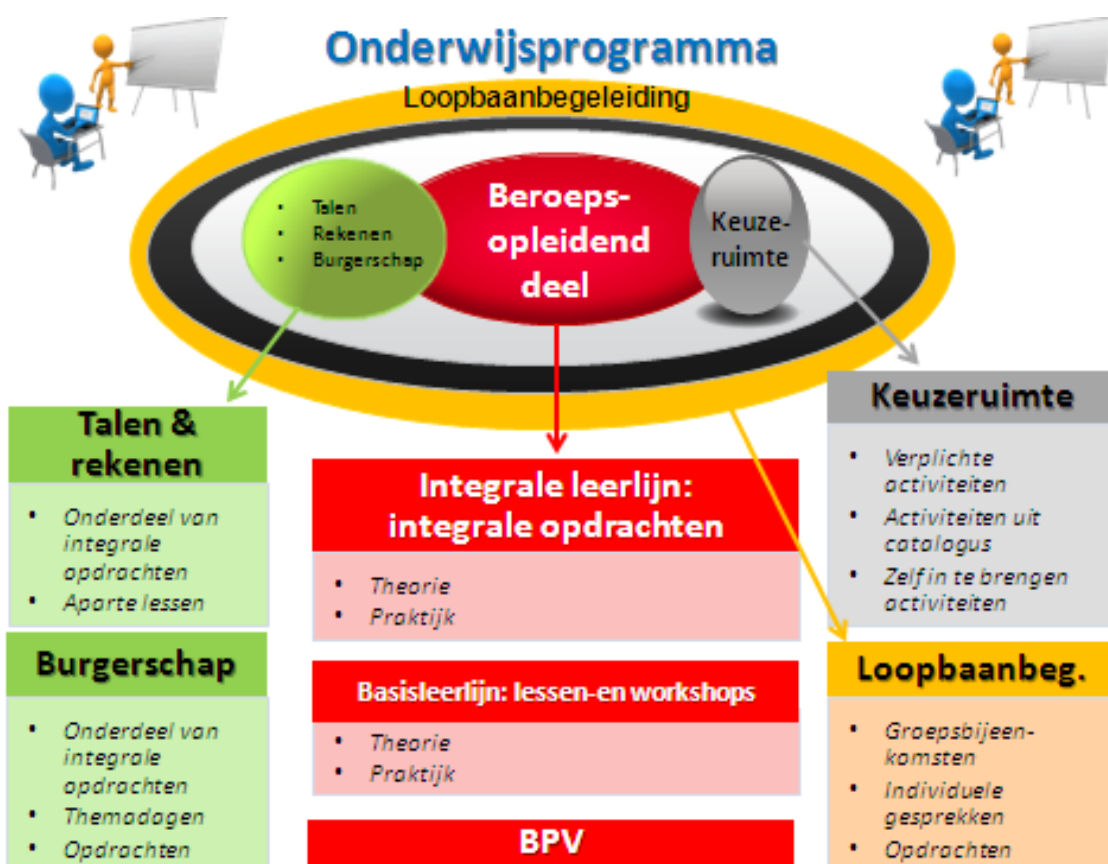 Onderwijsprogramma
Loopbaanbegeleiding
• Talen
• Rekenen
• Burgerschap
Beroeps-
opleidend
deel
Keuze-
ruimte
Talen &
rekenen
• Onderdeel van
integrale
opdrachten
• Aparte lessen
Burgerschap
• Onderdeel van
integrale
opdrachten
• Themadagen
• Opdrachten
Integrale leerlijn:
integrale opdrachten
• Theorie
• Praktijk
Basisleerlijn: lessen-en workshops
• Theorie
• Praktijk
BPV
Keuzeruimte
• Verplichte
activiteiten
• Activiteiten uit
catalogus
• Zelf in te brengen
activiteiten
Loopbaanbeg.
• Groepsbijeen-
komsten
• Individuele
gesprekken
• Opdrachten